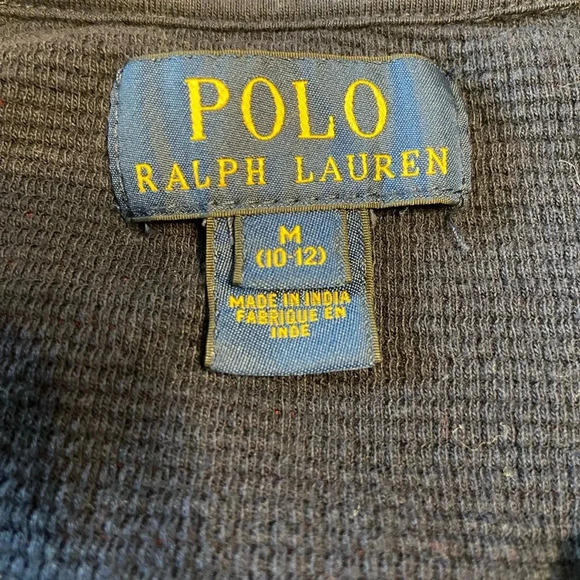 POLO
RALPH LAUREN
M
(10-12)
MADE IN INDIA
FABRIQUE EN
INDE